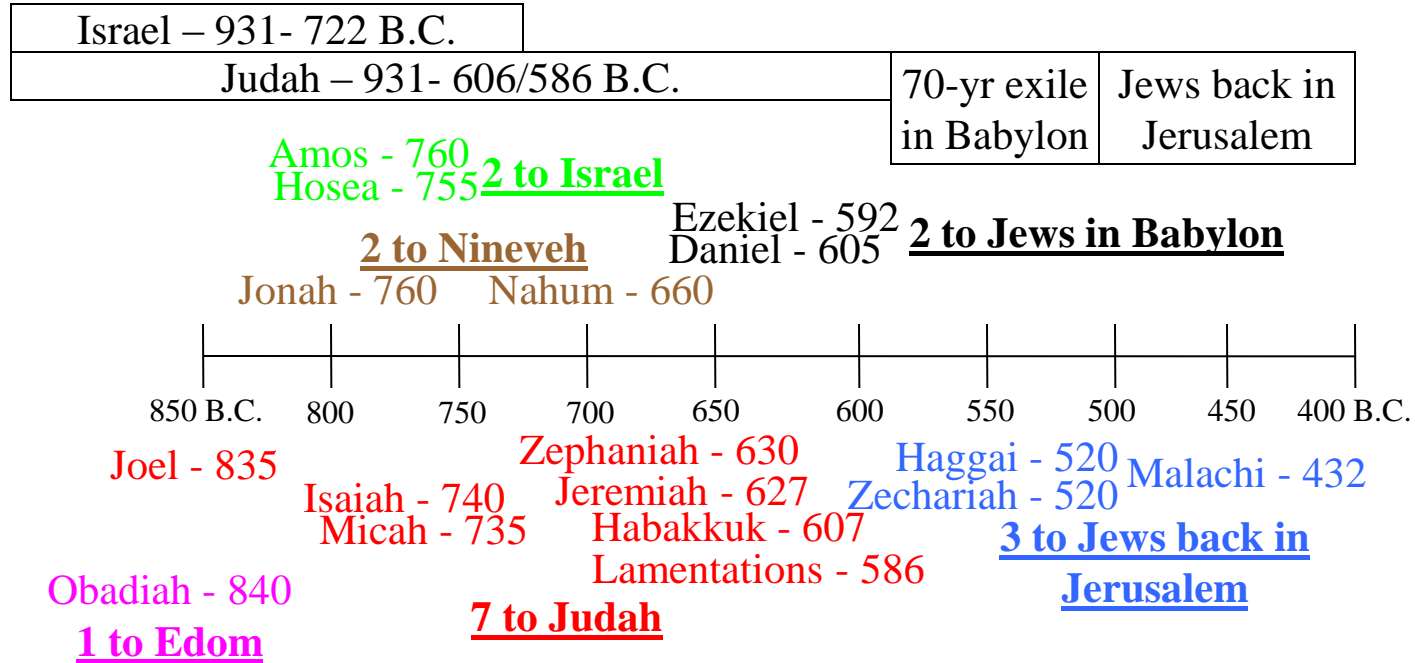 Israel – 931- 722 B.C.
Judah – 931- 606/586 B.C.
70-yr exile
in Babylon
Jews back in
Jerusalem
Amos - 760
Hosea - 755
2 to Israel
Ezekiel - 592
Daniel - 605
2 to Jews in Babylon
2 to Nineveh
Jonah - 760
Nahum - 660
850 B.C.
800
750
700
650
600
550
500
450
400 B.C.
Joel - 835
Isaiah - 740
Micah - 735
Zephaniah - 630
Jeremiah - 627
Habakkuk - 607
Lamentations - 586
7 to Judah
Haggai - 520
Zechariah - 520
Malachi - 432
3 to Jews back in
Jerusalem
Obadiah - 840
1 to Edom